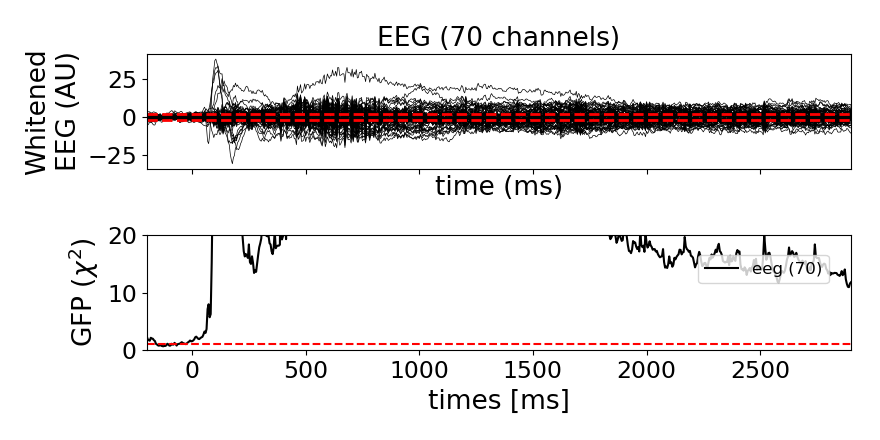 EEG (70 channels)
Whitened
EEG (AU)
25
0
−25
time (ms)
GFP (χ²)
20
10
0
eeg (70)
0 500 1000 1500 2000 2500
times [ms]